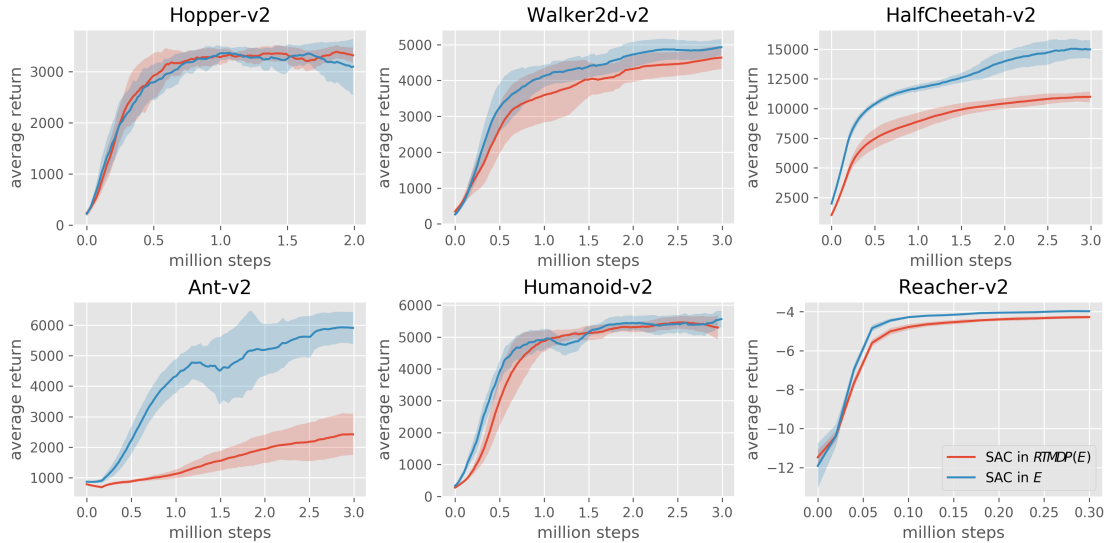 Hopper-v2
average return
3000
2000
1000
0
0.0 0.5 1.0 1.5 2.0
million steps
Walker2d-v2
average return
5000
4000
3000
2000
1000
0
0.0 0.5 1.0 1.5 2.0 2.5 3.0
million steps
HalfCheetah-v2
average return
15000
12500
10000
7500
5000
2500
0.0 0.5 1.0 1.5 2.0 2.5 3.0
million steps
Ant-v2
average return
6000
5000
4000
3000
2000
1000
0.0 0.5 1.0 1.5 2.0 2.5 3.0
million steps
Humanoid-v2
average return
6000
5000
4000
3000
2000
1000
0
0.0 0.5 1.0 1.5 2.0 2.5 3.0
million steps
Reacher-v2
average return
−4
−6
−8
−10
−12
0.00 0.05 0.10 0.15 0.20 0.25 0.30
million steps
SAC in RTMDP(E)
SAC in E